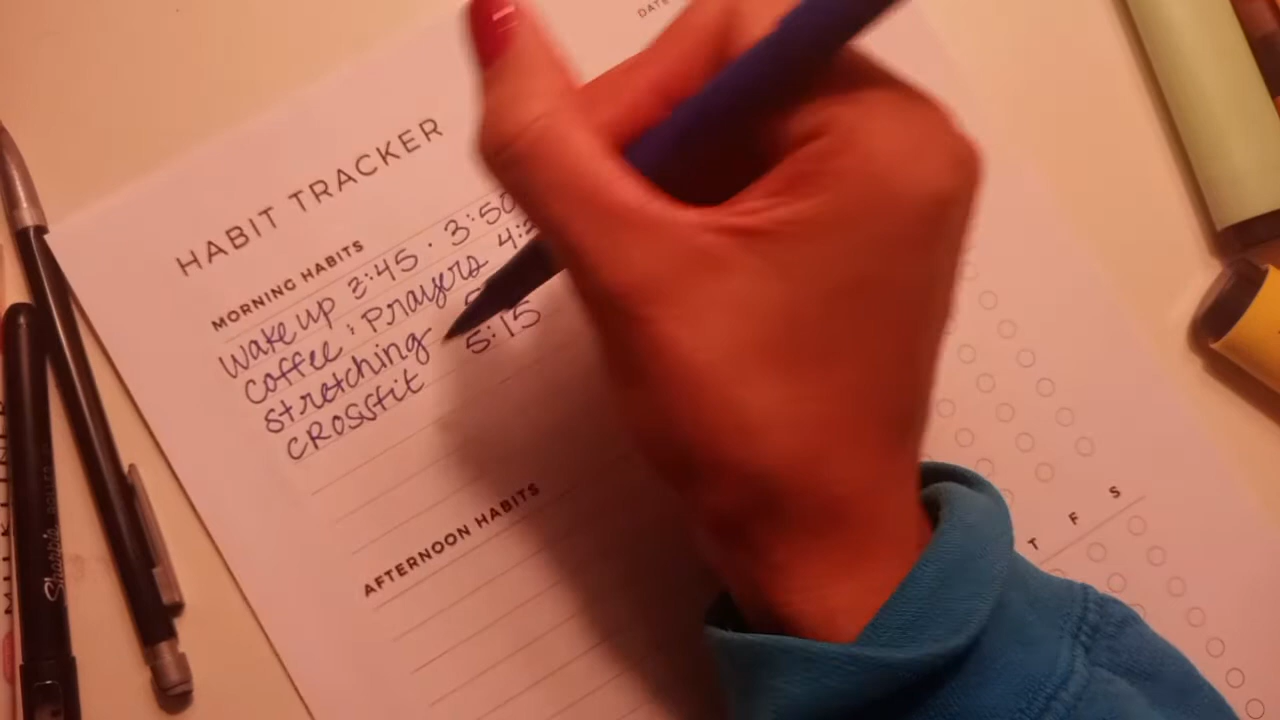 DATE
HABIT TRACKER
MORNING HABITS
wake up 3:45 · 3:50
coffee ; Prayers 4:
stretching
CROSSfit 5:15
AFTERNOON HABITS
T F S
Sharpie